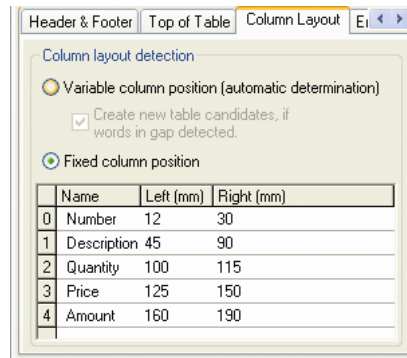 Header & Footer Top of Table Column Layout
Column layout detection
Variable column position (automatic determination)
Create new table candidates, if
words in gap detected.
Fixed column position
Name Left (mm) Right (mm)
0 Number 12 30
1 Description 45 90
2 Quantity 100 115
3 Price 125 150
4 Amount 160 190